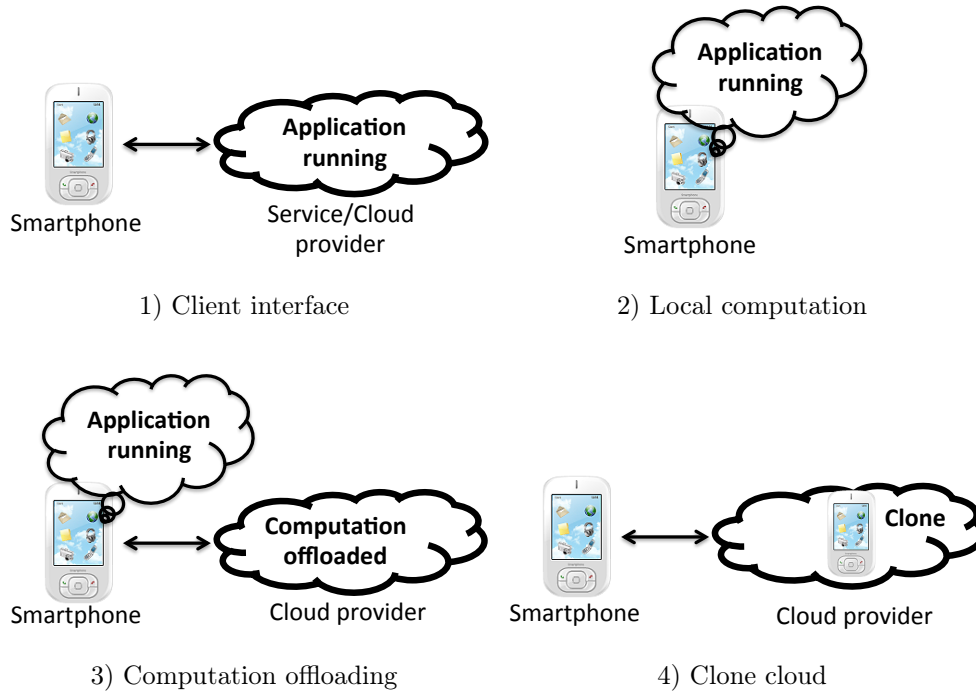 Application
running
Smartphone
Service/Cloud
provider
1) Client interface
Application
running
Smartphone
2) Local computation
Application
running
Computation
offloaded
Smartphone
Cloud provider
3) Computation offloading
Clone
Smartphone
Cloud provider
4) Clone cloud